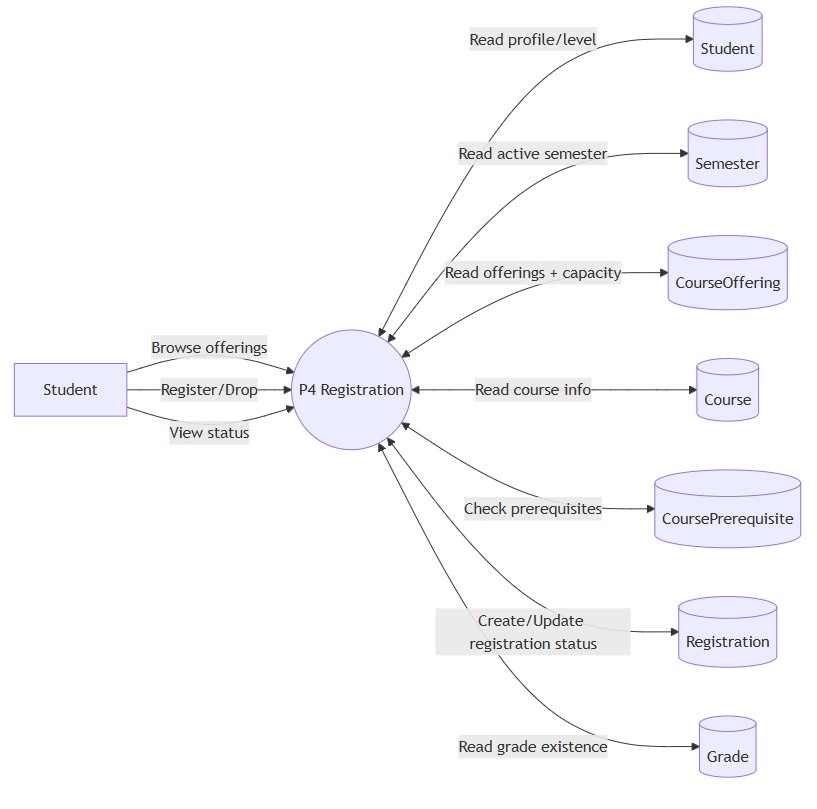 Read profile/level
Student
Read active semester
Semester
Read offerings + capacity
CourseOffering
Browse offerings
Student
Register/Drop
P4 Registration
Read course info
Course
View status
Check prerequisites
CoursePrerequisite
Create/Update
registration status
Registration
Read grade existence
Grade